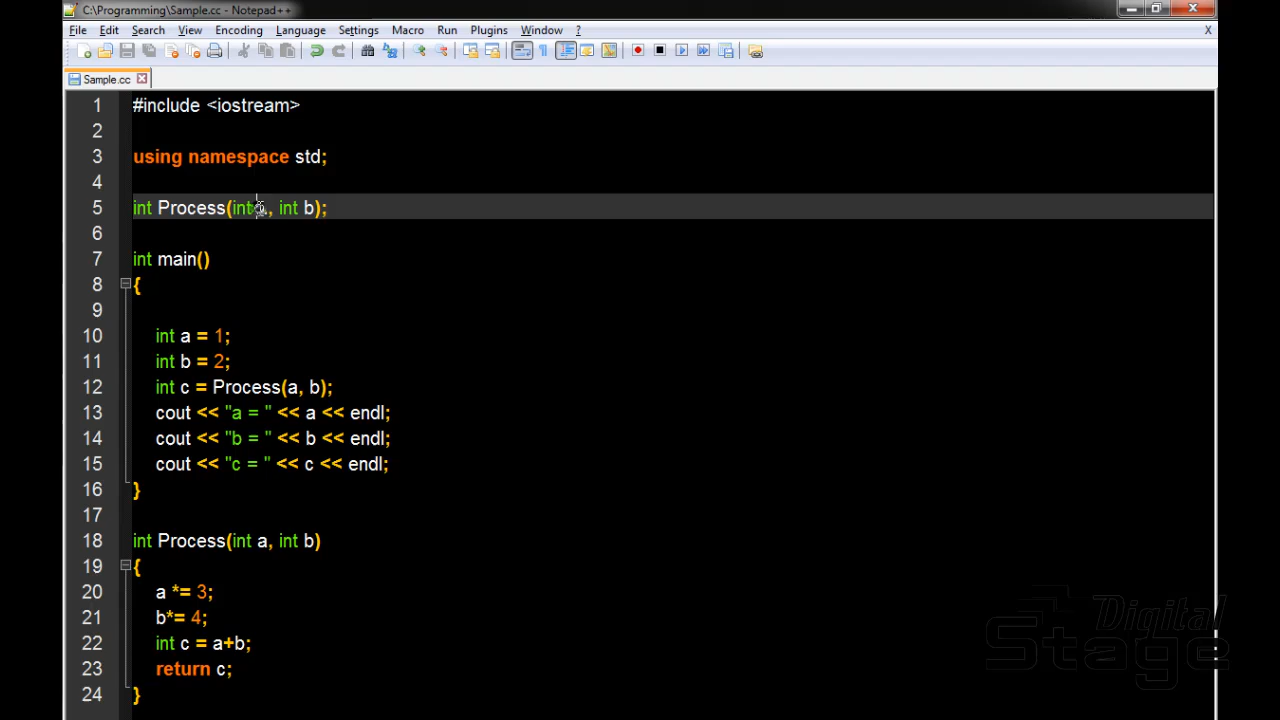 C:\Programming\Sample.cc - Notepad++
File Edit Search View Encoding Language Settings Macro Run Plugins Window ? X
Sample.cc
1 #include <iostream>
2
3 using namespace std;
4
5 int Process(int , int b);
6
7 int main()
8 {
9
10 int a = 1;
11 int b = 2;
12 int c = Process(a, b);
13 cout << "a = " << a << endl;
14 cout << "b = " << b << endl;
15 cout << "c = " << c << endl;
16 }
17
18 int Process(int a, int b)
19 {
20 a *= 3;
21 b*= 4;
22 int c = a+b;
23 return c;
24 }
Digital
Stage